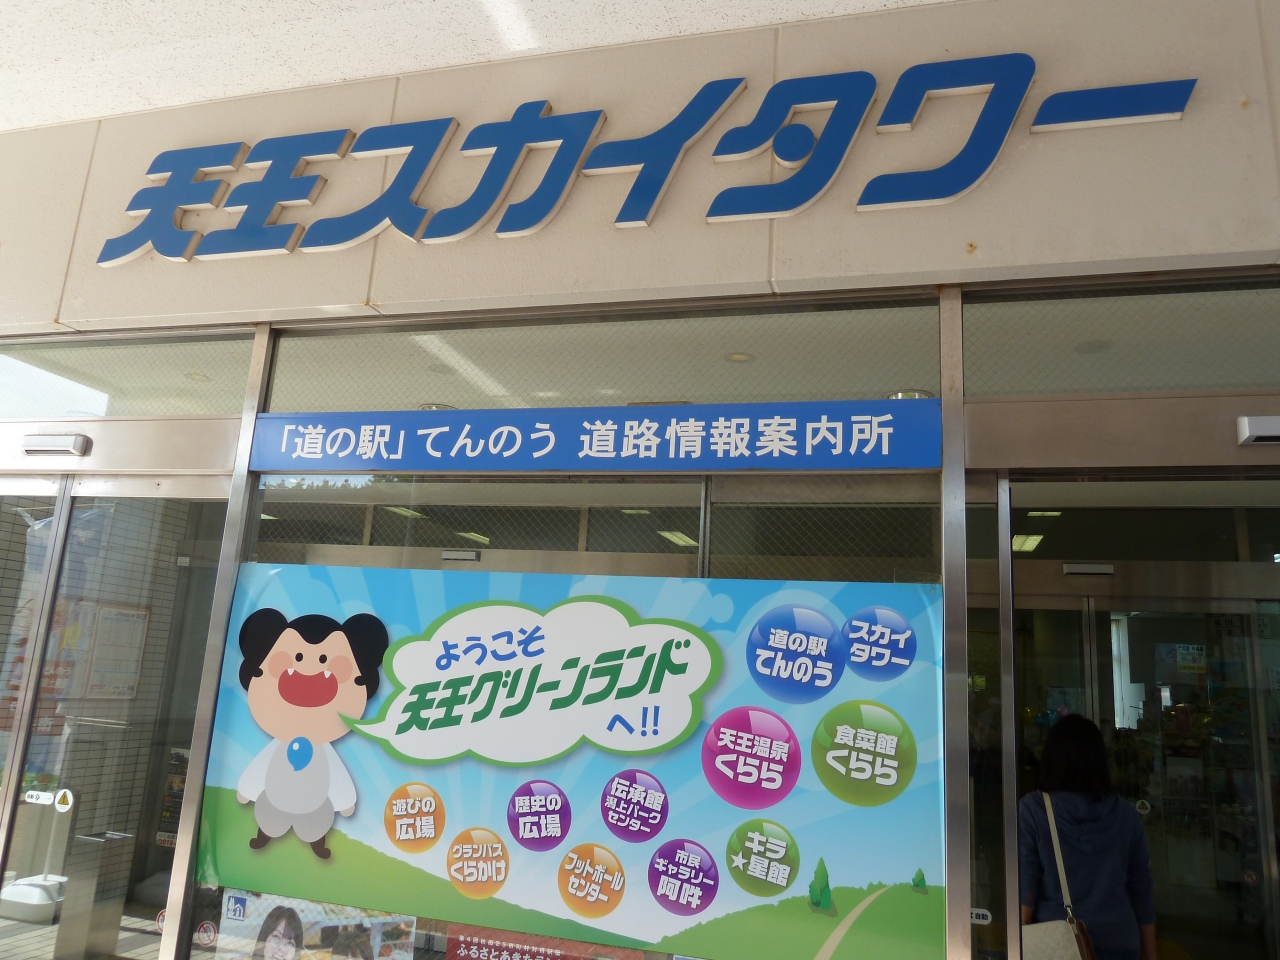 天王スカイタワー
「道の駅」てんのう 道路情報案内所
ようこそ
天王グリーンランド
へ!!
道の駅
てんのう
スカイ
タワー
天王温泉
くらら
食菜館
くらら
遊びの
広場
グランパス
くらかけ
歴史の
広場
フットボール
センター
伝承館
潟上パーク
センター
市民
ギャラリー
阿吽
キラ
★星館